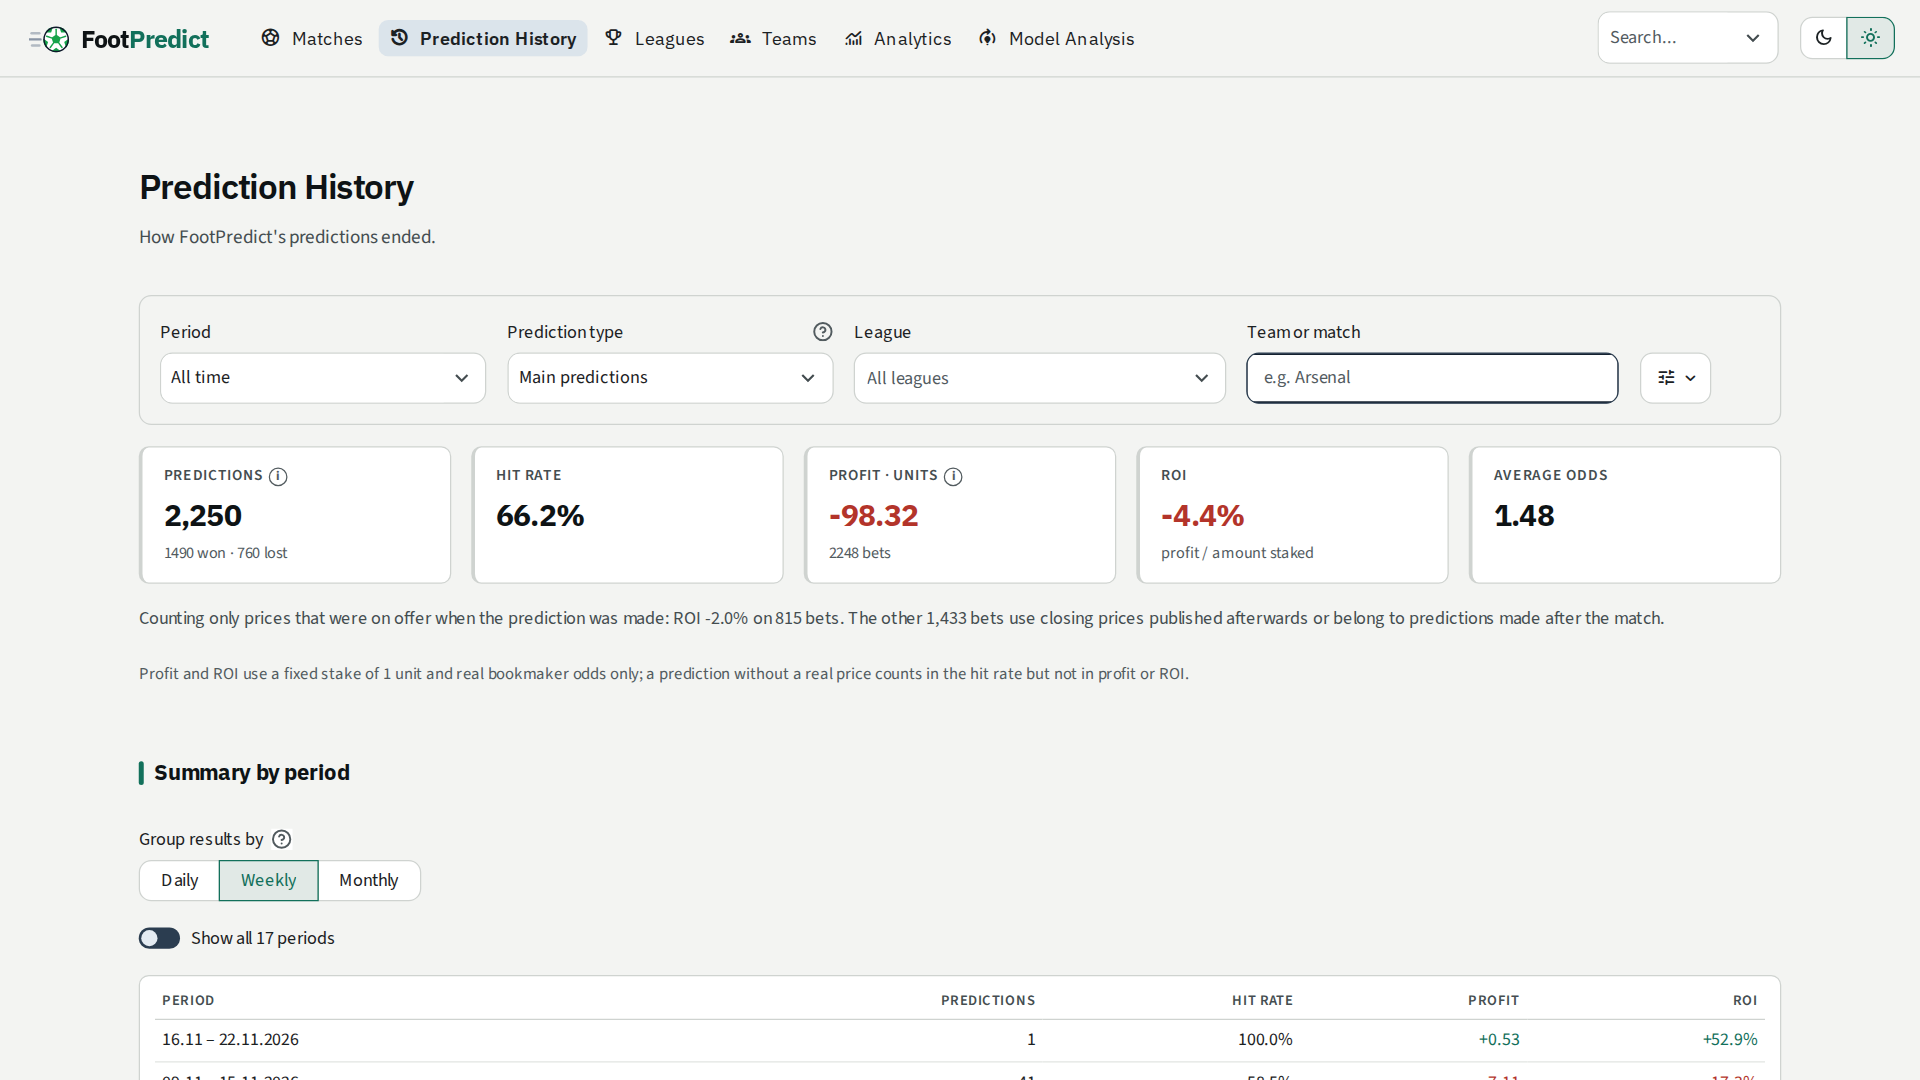 FootPredict
Matches
Prediction History
Leagues
Teams
Analytics
Model Analysis
Search...
Prediction History
How FootPredict's predictions ended.
Period
Prediction type
League
Team or match
All time
Main predictions
All leagues
e.g. Arsenal
PREDICTIONS
2,250
1490 won · 760 lost
HIT RATE
66.2%
PROFIT · UNITS
-98.32
2248 bets
ROI
-4.4%
profit / amount staked
AVERAGE ODDS
1.48
Counting only prices that were on offer when the prediction was made: ROI -2.0% on 815 bets. The other 1,433 bets use closing prices published afterwards or belong to predictions made after the match.
Profit and ROI use a fixed stake of 1 unit and real bookmaker odds only; a prediction without a real price counts in the hit rate but not in profit or ROI.
Summary by period
Group results by
Daily Weekly Monthly
Show all 17 periods
PERIOD PREDICTIONS HIT RATE PROFIT ROI
16.11 – 22.11.2026 1 100.0% +0.53 +52.9%